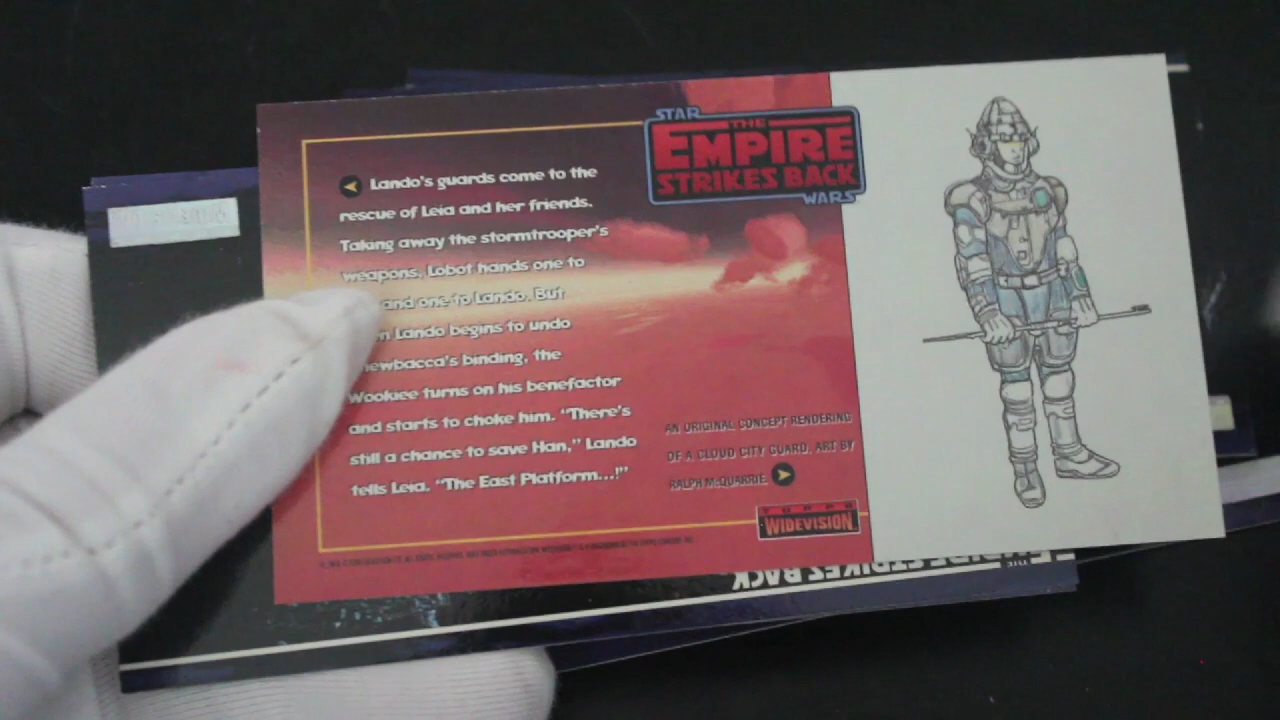 STAR
THE
EMPIRE
STRIKES BACK
WARS
Lando's guards come to the
rescue of Leia and her friends.
Taking away the stormtrooper's
weapons, Lobot hands one to
and one to Lando. But
n Lando begins to undo
ewbacca's binding, the
Wookiee turns on his benefactor
and starts to choke him. "There's
still a chance to save Han," Lando
tells Leia. "The East Platform...!"
AN ORIGINAL CONCEPT RENDERING
OF A CLOUD CITY GUARD, ART BY
RALPH McQUARRIE.
TOPPS
WIDEVISION
EMPIRE STRIKES BACK